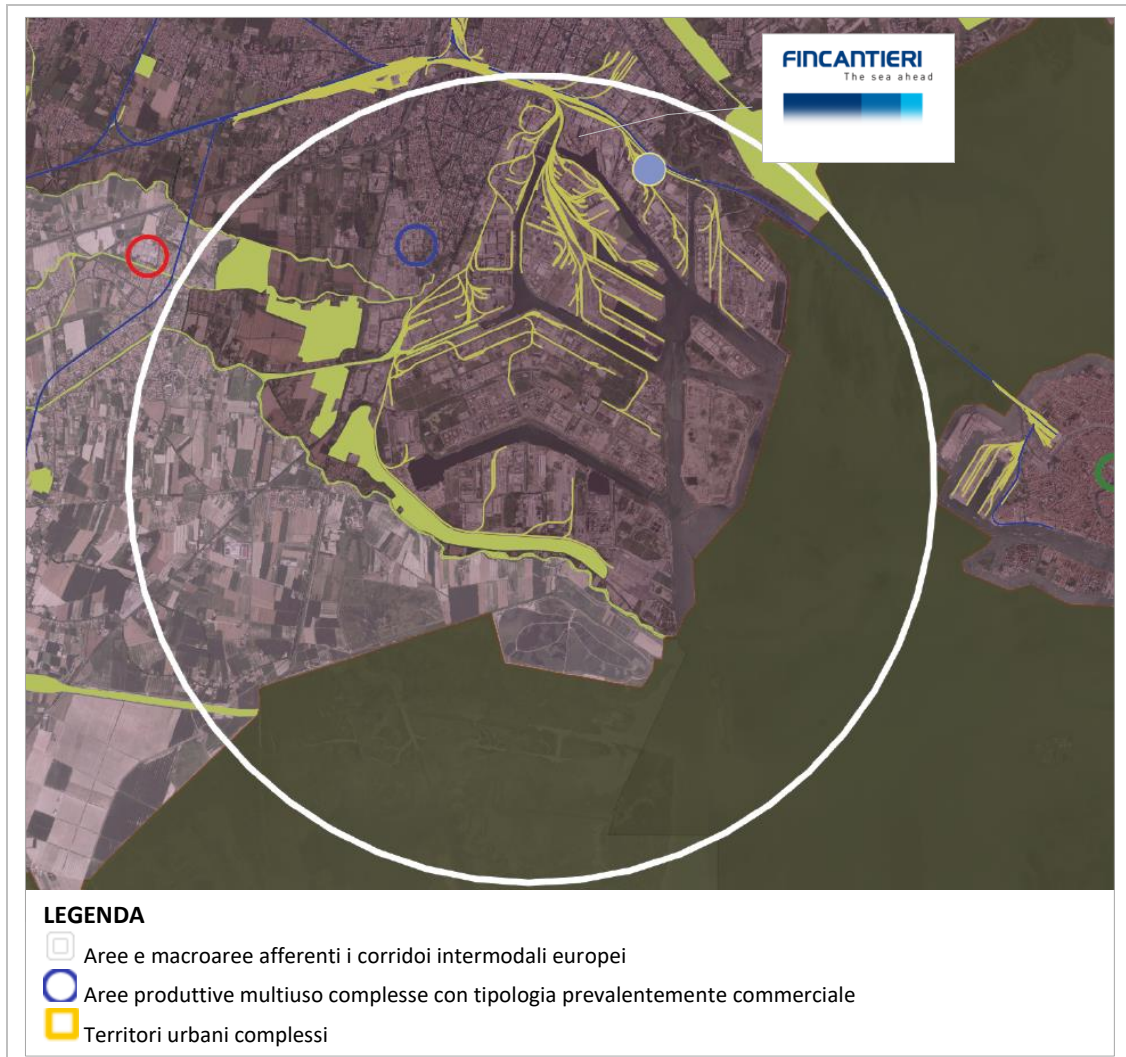 FINCANTIERI
The sea ahead
LEGENDA
Aree e macroaree afferenti i corridoi intermodali europei
Aree produttive multiuso complesse con tipologia prevalentemente commerciale
Territori urbani complessi